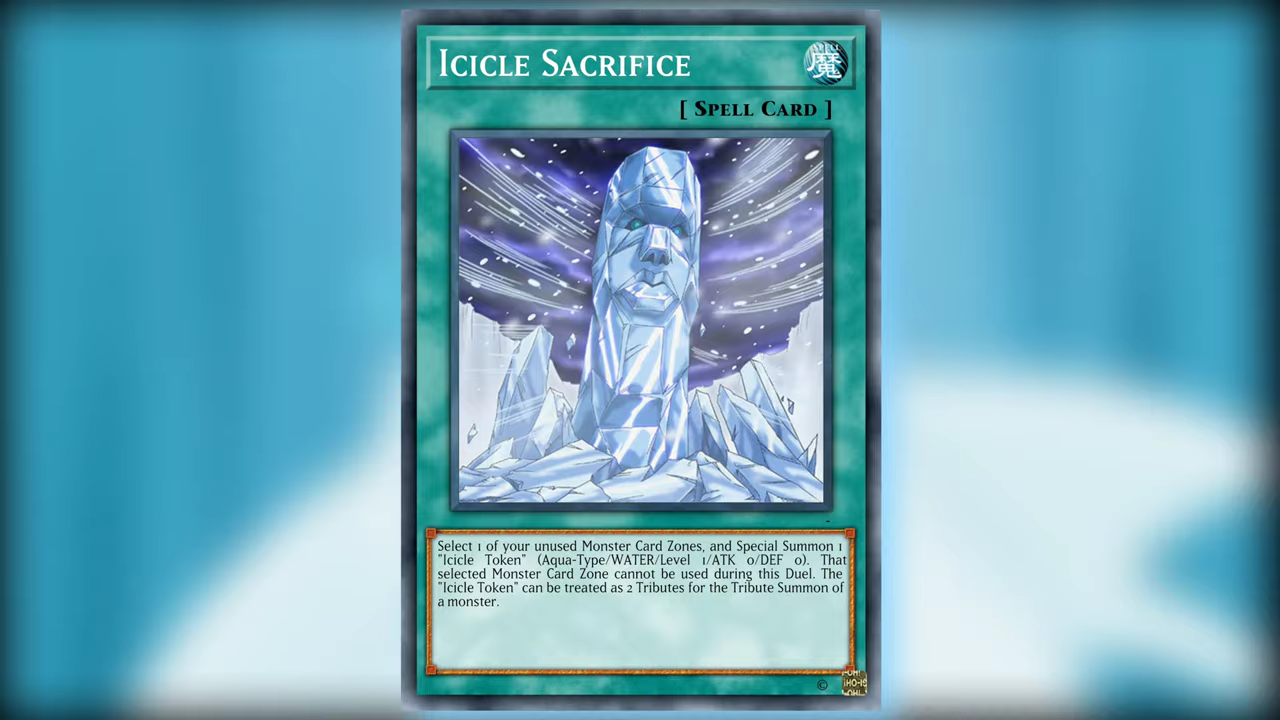 Icicle Sacrifice
魔
[ Spell Card ]
Select 1 of your unused Monster Card Zones, and Special Summon 1
"Icicle Token" (Aqua-Type/WATER/Level 1/ATK 0/DEF 0). That
selected Monster Card Zone cannot be used during this Duel. The
"Icicle Token" can be treated as 2 Tributes for the Tribute Summon of
a monster.
©